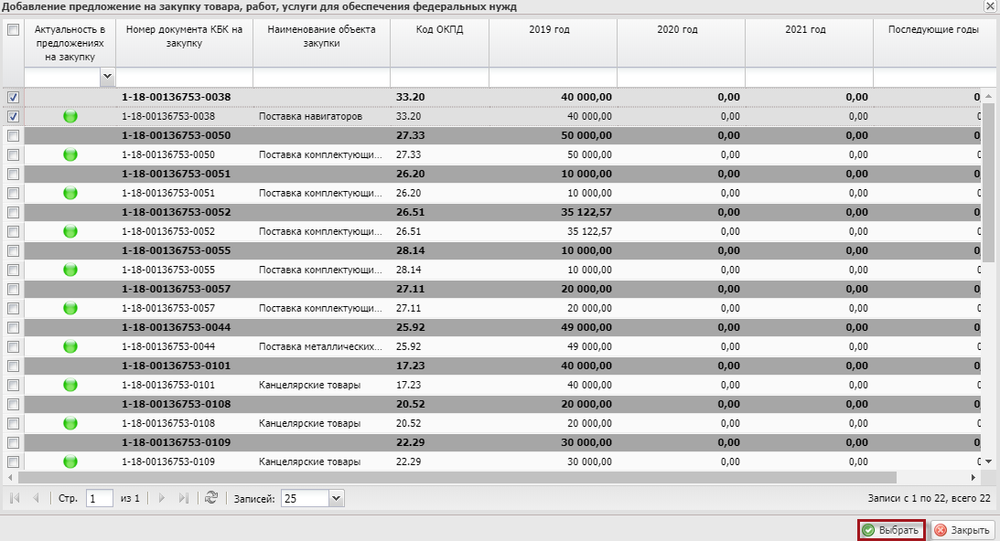 Добавление предложение на закупку товара, работ, услуги для обеспечения федеральных нужд
Актуальность в предложениях на закупку Номер документа КБК на закупку Наименование объекта закупки Код ОКПД 2019 год 2020 год 2021 год Последующие годы
1-18-00136753-0038 33.20 40 000,00 0,00 0,00 0
1-18-00136753-0038 Поставка навигаторов 33.20 40 000,00 0,00 0,00 0
1-18-00136753-0050 27.33 50 000,00 0,00 0,00 0
1-18-00136753-0050 Поставка комплектующи... 27.33 50 000,00 0,00 0,00 0
1-18-00136753-0051 26.20 10 000,00 0,00 0,00 0
1-18-00136753-0051 Поставка комплектующи... 26.20 10 000,00 0,00 0,00 0
1-18-00136753-0052 26.51 35 122,57 0,00 0,00 0
1-18-00136753-0052 Поставка комплектующи... 26.51 35 122,57 0,00 0,00 0
1-18-00136753-0055 28.14 10 000,00 0,00 0,00 0
1-18-00136753-0055 Поставка комплектующи... 28.14 10 000,00 0,00 0,00 0
1-18-00136753-0057 27.11 20 000,00 0,00 0,00 0
1-18-00136753-0057 Поставка комплектующи... 27.11 20 000,00 0,00 0,00 0
1-18-00136753-0044 25.92 49 000,00 0,00 0,00 0
1-18-00136753-0044 Поставка металлических... 25.92 49 000,00 0,00 0,00 0
1-18-00136753-0101 17.23 40 000,00 0,00 0,00 0
1-18-00136753-0101 Канцелярские товары 17.23 40 000,00 0,00 0,00 0
1-18-00136753-0108 20.52 20 000,00 0,00 0,00 0
1-18-00136753-0108 Канцелярские товары 20.52 20 000,00 0,00 0,00 0
1-18-00136753-0109 22.29 30 000,00 0,00 0,00 0
1-18-00136753-0109 Канцелярские товары 22.29 30 000,00 0,00 0,00 0
Стр. 1 из 1 Записей: 25 Записи с 1 по 22, всего 22
Выбрать Закрыть